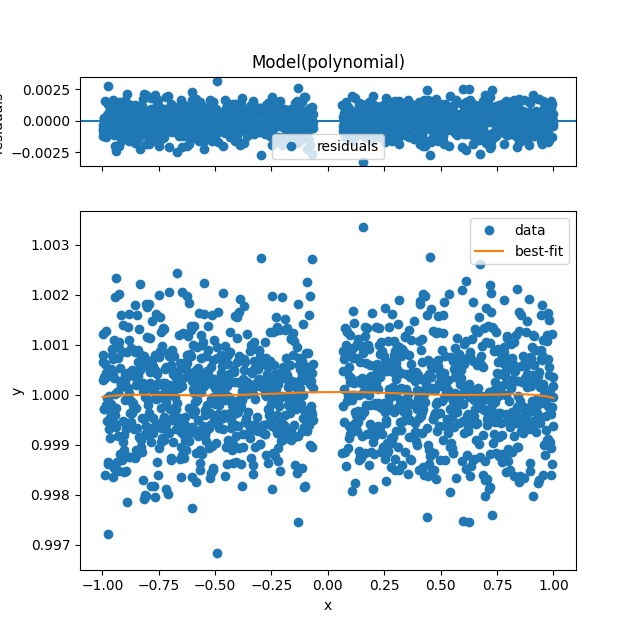 Model(polynomial)
0.0025
0.0000
−0.0025
residuals
residuals
data
best-fit
1.003
1.002
1.001
1.000
0.999
0.998
0.997
y
−1.00 −0.75 −0.50 −0.25 0.00 0.25 0.50 0.75 1.00
x